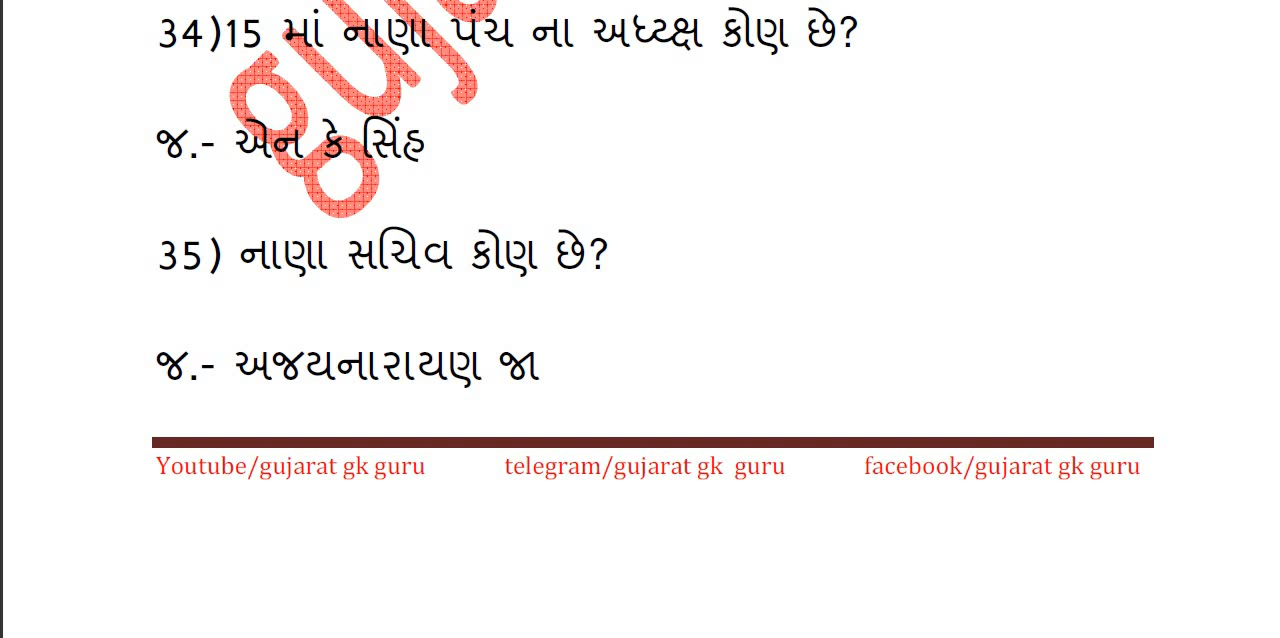 34)15 માં નાણા પંચ ના અધ્ય્ક્ષ કોણ છે?
જ.- એન કે સિંહ
35) નાણા સચિવ કોણ છે?
જ.- અજયનારાયણ જા
Youtube/gujarat gk guru telegram/gujarat gk guru facebook/gujarat gk guru